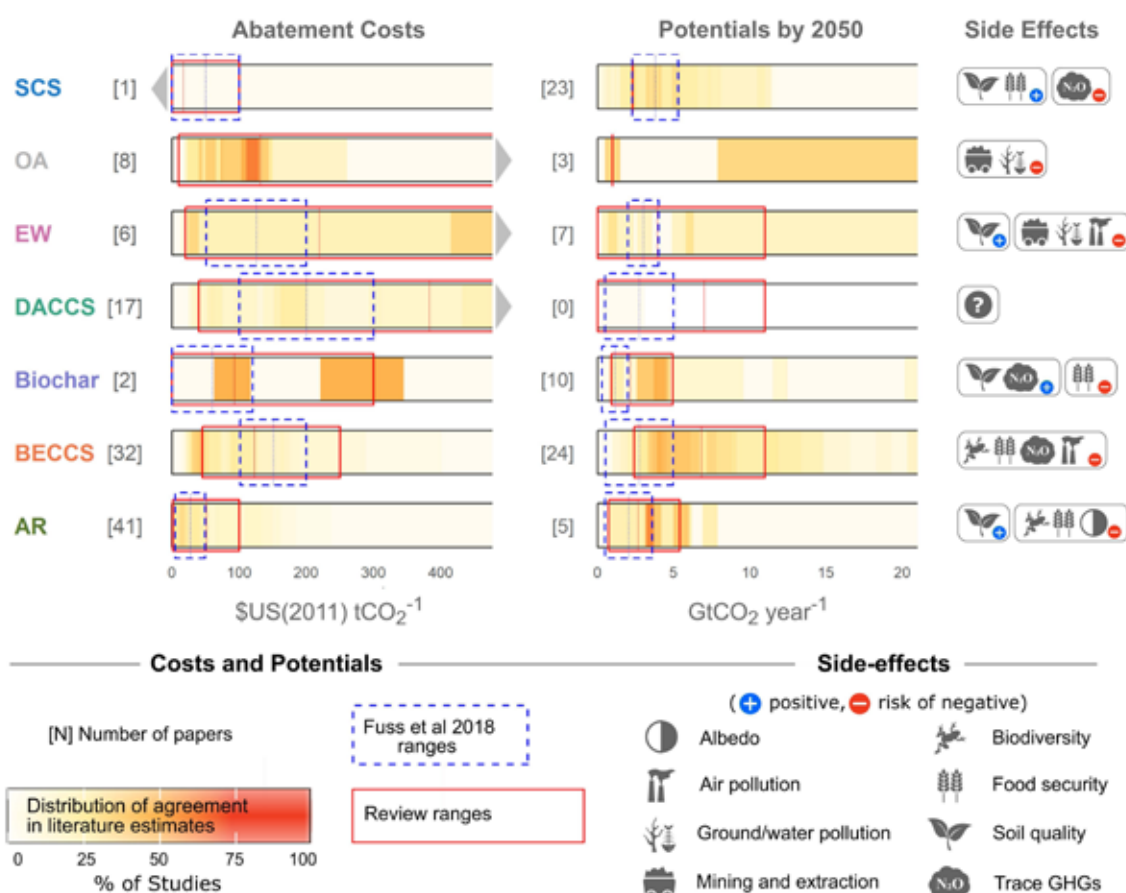 Abatement Costs Potentials by 2050 Side Effects
SCS [1] [23] N₂O
OA [8] [3]
EW [6] [7]
DACCS [17] [0] ?
Biochar [2] [10] N₂O
BECCS [32] [24] N₂O
AR [41] [5]
0 100 200 300 400 0 5 10 15 20
$US(2011) tCO₂⁻¹ GtCO₂ year⁻¹
Costs and Potentials Side-effects
(+ positive, − risk of negative)
[N] Number of papers
Fuss et al 2018
ranges
Distribution of agreement
in literature estimates
0 25 50 75 100
% of Studies
Review ranges
Albedo Biodiversity
Air pollution Food security
Ground/water pollution Soil quality
Mining and extraction N₂O Trace GHGs